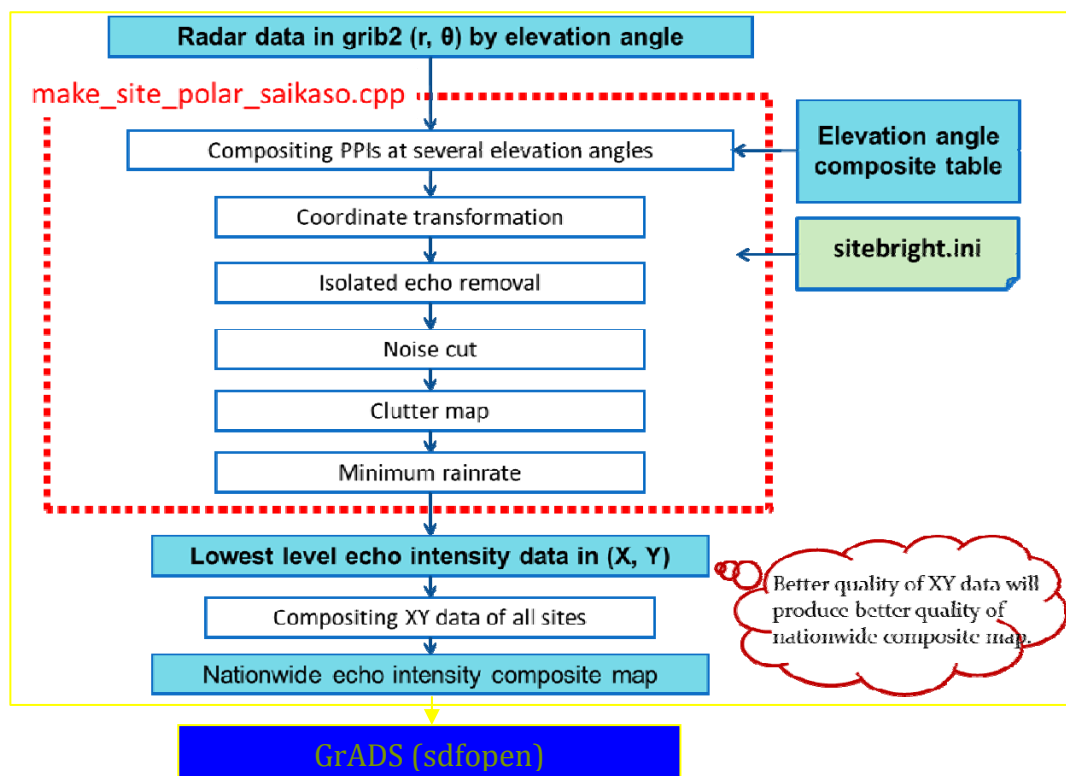 Radar data in grib2 (r, θ) by elevation angle
make_site_polar_saikaso.cpp
Compositing PPIs at several elevation angles
Elevation angle
composite table
Coordinate transformation
sitebright.ini
Isolated echo removal
Noise cut
Clutter map
Minimum rainrate
Lowest level echo intensity data in (X, Y)
Better quality of XY data will
produce better quality of
nationwide composite map.
Compositing XY data of all sites
Nationwide echo intensity composite map
GrADS (sdfopen)